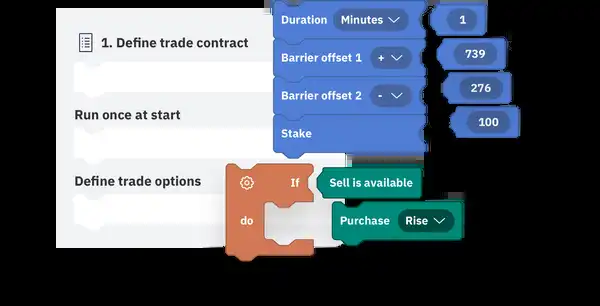 1. Define trade contract
Run once at start
Define trade options
Duration Minutes 1
Barrier offset 1 + 739
Barrier offset 2 - 276
Stake 100
If Sell is available
do Purchase Rise